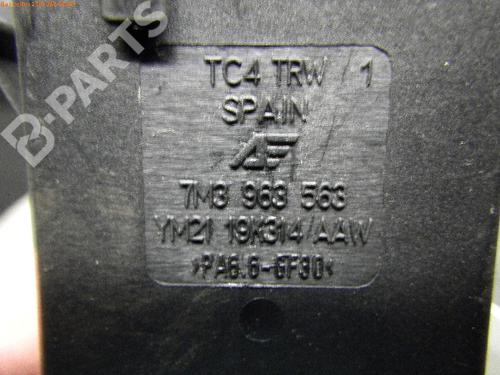 TC4 TRW / 1
SPAIN
7M3 963 563
YM21 19K314/AAW
>PA6.6-GF30<
B-PARTS